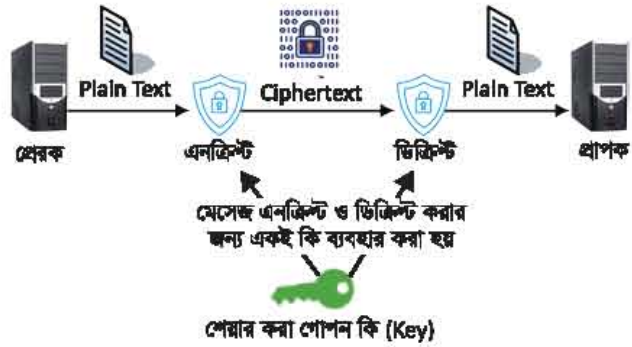 Plain Text
Ciphertext
Plain Text
প্রেরক
এনক্রিপ্ট
ডিক্রিপ্ট
প্রাপক
মেসেজ এনক্রিপ্ট ও ডিক্রিপ্ট করার
জন্য একই কি ব্যবহার করা হয়
শেয়ার করা গোপন কি (Key)